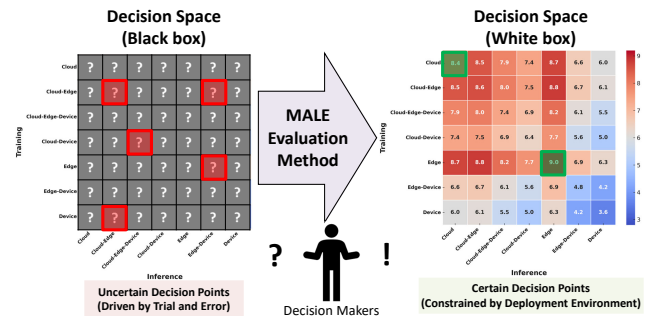 Decision Space
(Black box)
Training
Cloud ? ? ? ? ? ? ?
Cloud-Edge ? ? ? ? ? ? ?
Cloud-Edge-Device ? ? ? ? ? ? ?
Cloud-Device ? ? ? ? ? ? ?
Edge ? ? ? ? ? ? ?
Edge-Device ? ? ? ? ? ? ?
Device ? ? ? ? ? ? ?
Cloud Cloud-Edge Cloud-Edge-Device Cloud-Device Edge Edge-Device Device
Inference
Uncertain Decision Points
(Driven by Trial and Error)
MALE
Evaluation
Method
? !
Decision Makers
Decision Space
(White box)
Training
Cloud 9.4 8.5 7.9 7.4 8.7 6.6 6.0
Cloud-Edge 8.5 8.6 8.0 7.5 8.8 6.7 6.1
Cloud-Edge-Device 7.9 8.0 7.4 6.9 8.2 6.1 5.5
Cloud-Device 7.4 7.5 6.9 6.4 7.7 5.6 5.0
Edge 8.7 8.8 8.2 7.7 9.0 6.9 6.3
Edge-Device 6.6 6.7 6.1 5.6 6.9 4.8 4.2
Device 6.0 6.1 5.5 5.0 6.3 4.2 3.6
Cloud Cloud-Edge Cloud-Edge-Device Cloud-Device Edge Edge-Device Device
Inference
9
8
7
6
5
4
3
Certain Decision Points
(Constrained by Deployment Environment)